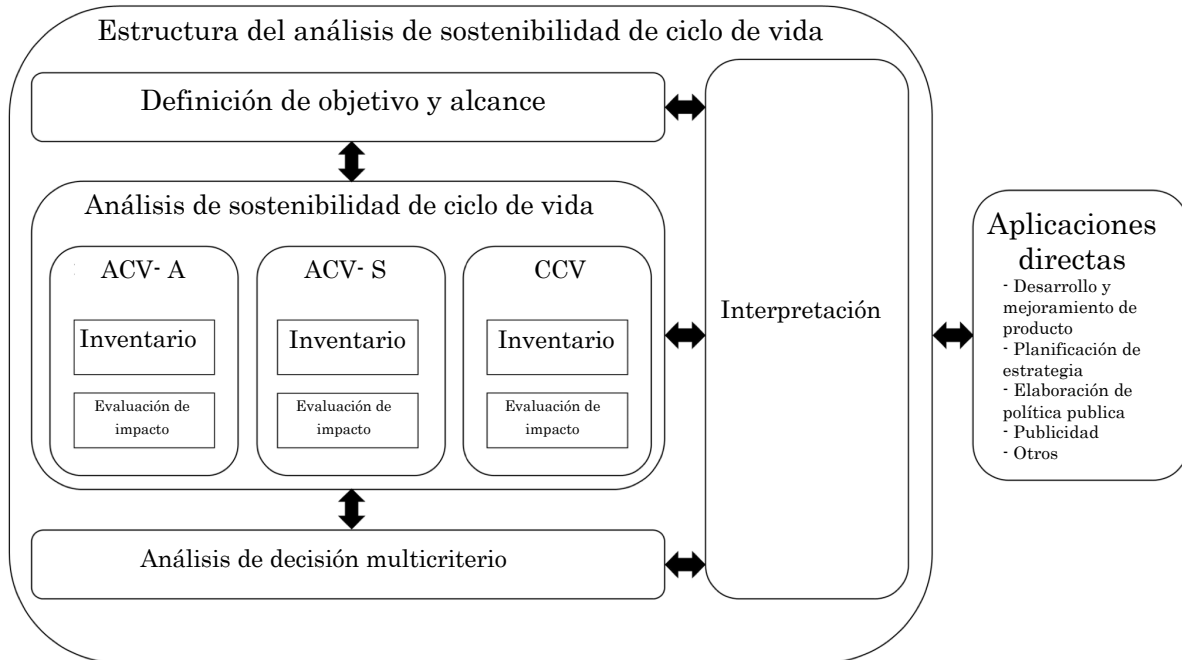 Estructura del análisis de sostenibilidad de ciclo de vida
Definición de objetivo y alcance
Análisis de sostenibilidad de ciclo de vida
ACV- A
Inventario
Evaluación de
impacto
ACV- S
Inventario
Evaluación de
impacto
CCV
Inventario
Evaluación de
impacto
Análisis de decisión multicriterio
Interpretación
Aplicaciones
directas
- Desarrollo y
mejoramiento de
producto
- Planificación de
estrategia
- Elaboración de
política publica
- Publicidad
- Otros